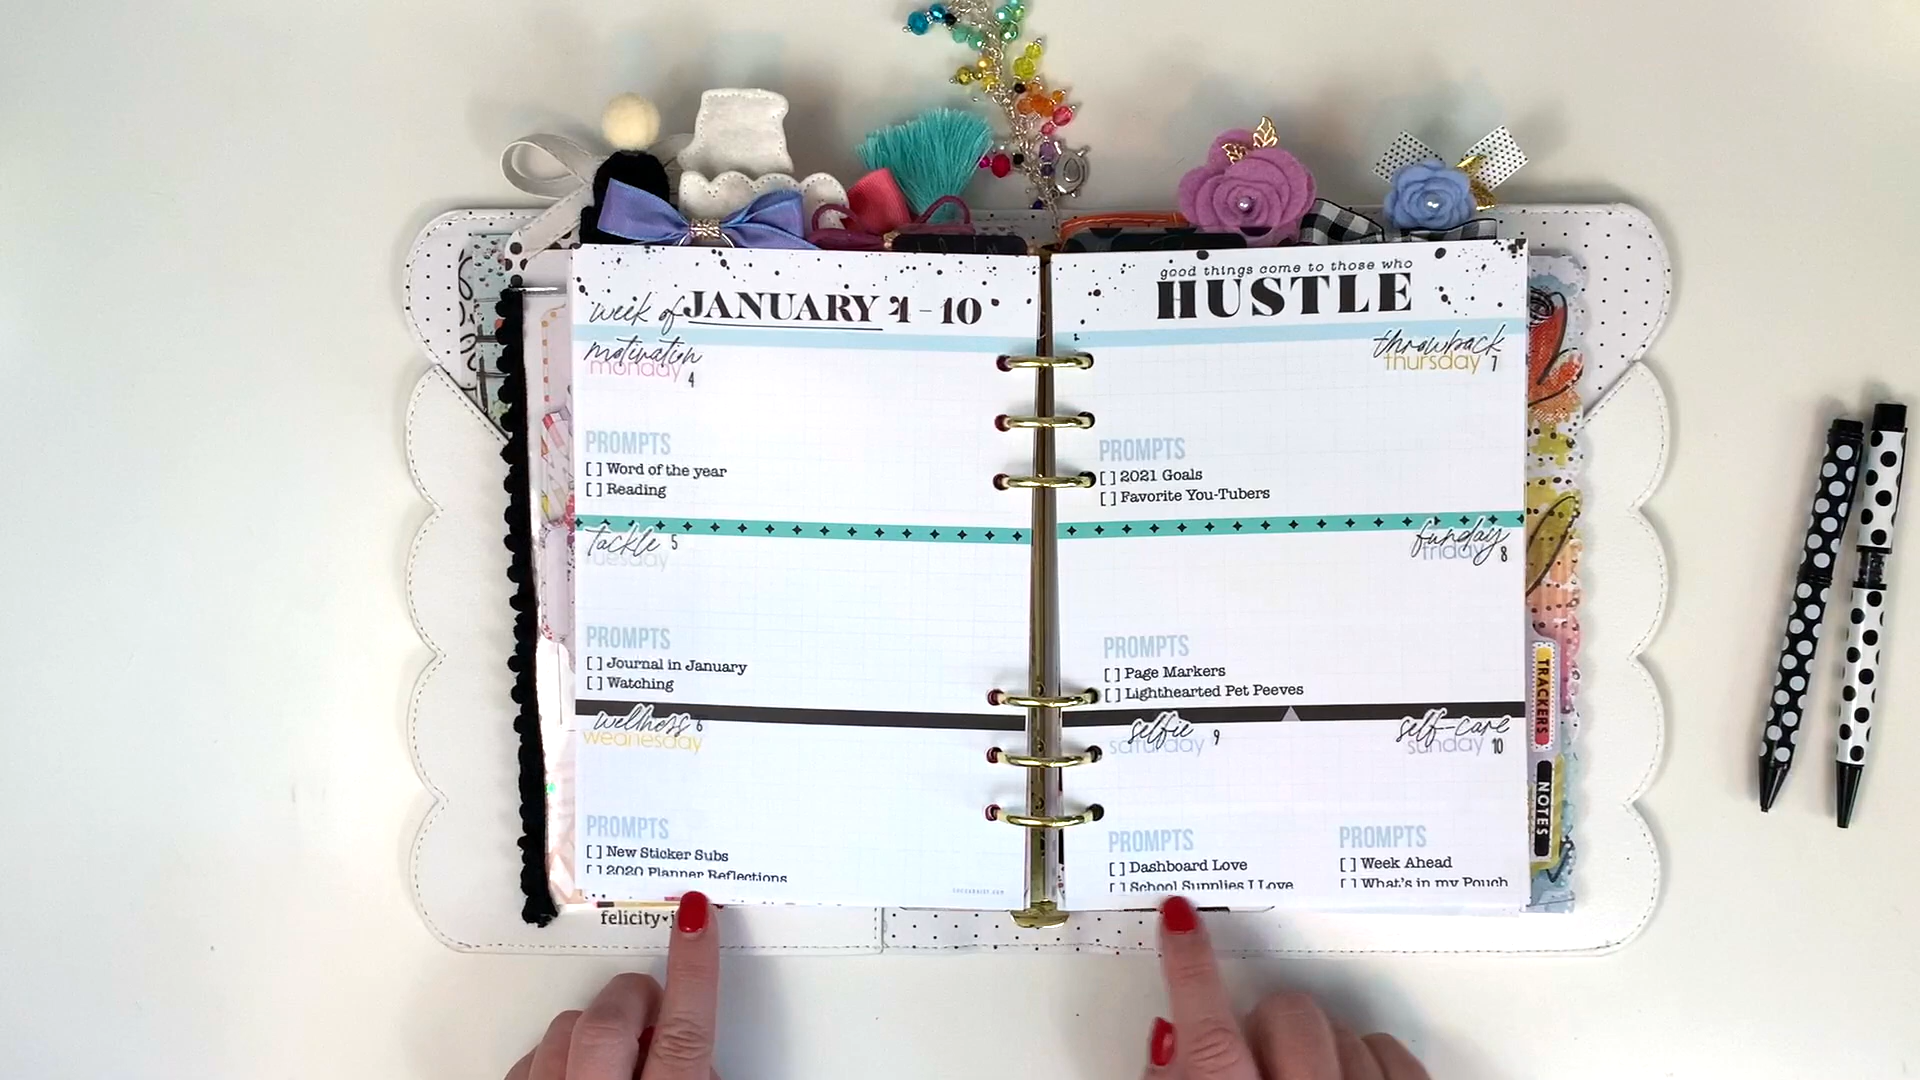 week of JANUARY 4 - 10
motivation
monday 4
PROMPTS
[ ] Word of the year
[ ] Reading
tackle 5
tuesday
PROMPTS
[ ] Journal in January
[ ] Watching
wellness 6
wednesday
PROMPTS
[ ] New Sticker Subs
[ ] 2020 Planner Reflections
good things come to those who
HUSTLE
throwback
thursday 7
PROMPTS
[ ] 2021 Goals
[ ] Favorite You-Tubers
funday
friday 8
PROMPTS
[ ] Page Markers
[ ] Lighthearted Pet Peeves
selfie 9
saturday
PROMPTS
[ ] Dashboard Love
[ ] School Supplies I Love
self-care
sunday 10
PROMPTS
[ ] Week Ahead
[ ] What's in my Pouch
TRACKERS
NOTES
felicity